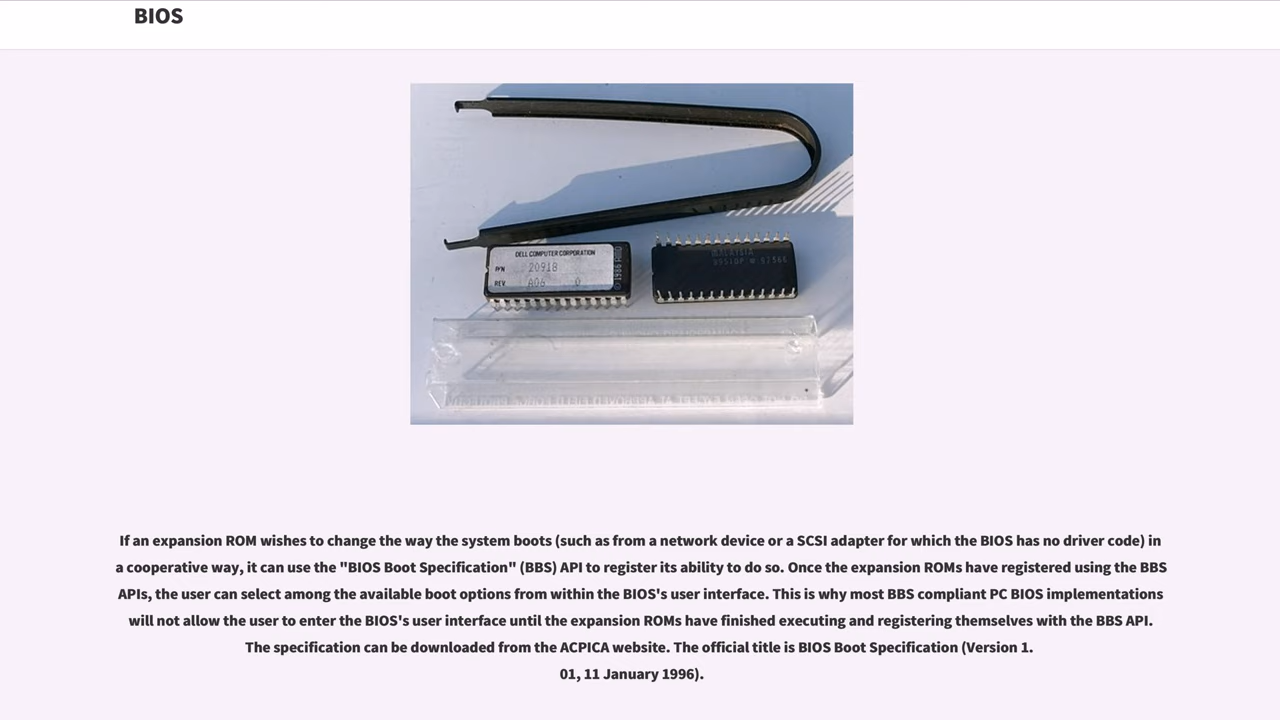 BIOS
DELL COMPUTER CORPORATION
P/N 20918
REV. A06 0
©1986
If an expansion ROM wishes to change the way the system boots (such as from a network device or a SCSI adapter for which the BIOS has no driver code) in
a cooperative way, it can use the "BIOS Boot Specification" (BBS) API to register its ability to do so. Once the expansion ROMs have registered using the BBS
APIs, the user can select among the available boot options from within the BIOS's user interface. This is why most BBS compliant PC BIOS implementations
will not allow the user to enter the BIOS's user interface until the expansion ROMs have finished executing and registering themselves with the BBS API.
The specification can be downloaded from the ACPICA website. The official title is BIOS Boot Specification (Version 1.
01, 11 January 1996).